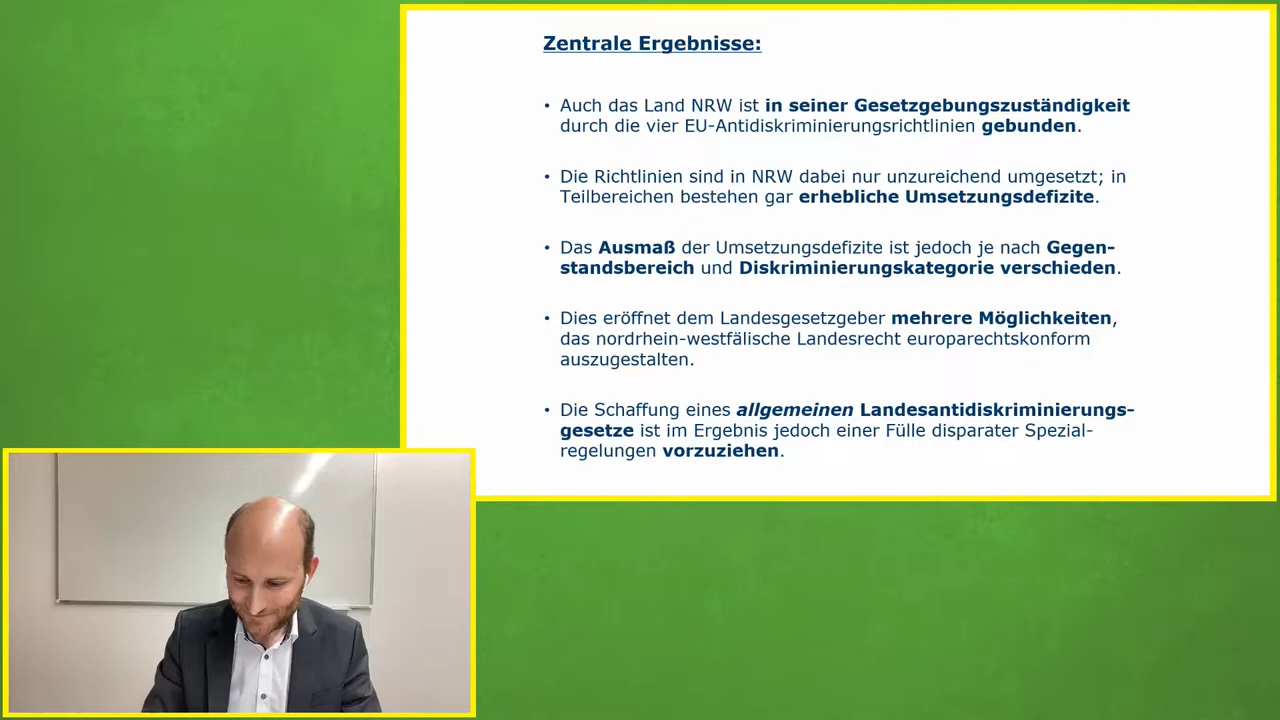 Zentrale Ergebnisse:
• Auch das Land NRW ist in seiner Gesetzgebungszuständigkeit
durch die vier EU-Antidiskriminierungsrichtlinien gebunden.
• Die Richtlinien sind in NRW dabei nur unzureichend umgesetzt; in
Teilbereichen bestehen gar erhebliche Umsetzungsdefizite.
• Das Ausmaß der Umsetzungsdefizite ist jedoch je nach Gegen-
standsbereich und Diskriminierungskategorie verschieden.
• Dies eröffnet dem Landesgesetzgeber mehrere Möglichkeiten,
das nordrhein-westfälische Landesrecht europarechtskonform
auszugestalten.
• Die Schaffung eines allgemeinen Landesantidiskriminierungs-
gesetze ist im Ergebnis jedoch einer Fülle disparater Spezial-
regelungen vorzuziehen.